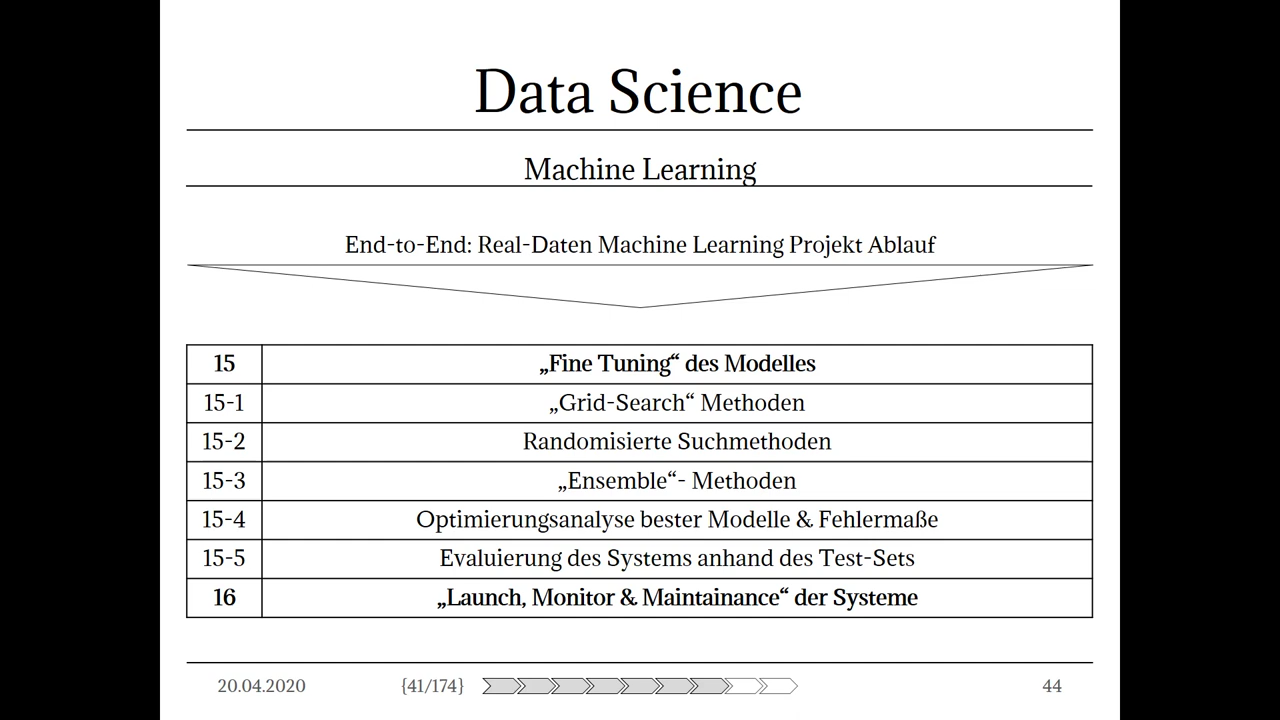 Data Science
Machine Learning
End-to-End: Real-Daten Machine Learning Projekt Ablauf
15 „Fine Tuning“ des Modelles
15-1 „Grid-Search“ Methoden
15-2 Randomisierte Suchmethoden
15-3 „Ensemble“- Methoden
15-4 Optimierungsanalyse bester Modelle & Fehlermaße
15-5 Evaluierung des Systems anhand des Test-Sets
16 „Launch, Monitor & Maintainance“ der Systeme
20.04.2020 {41/174} 44